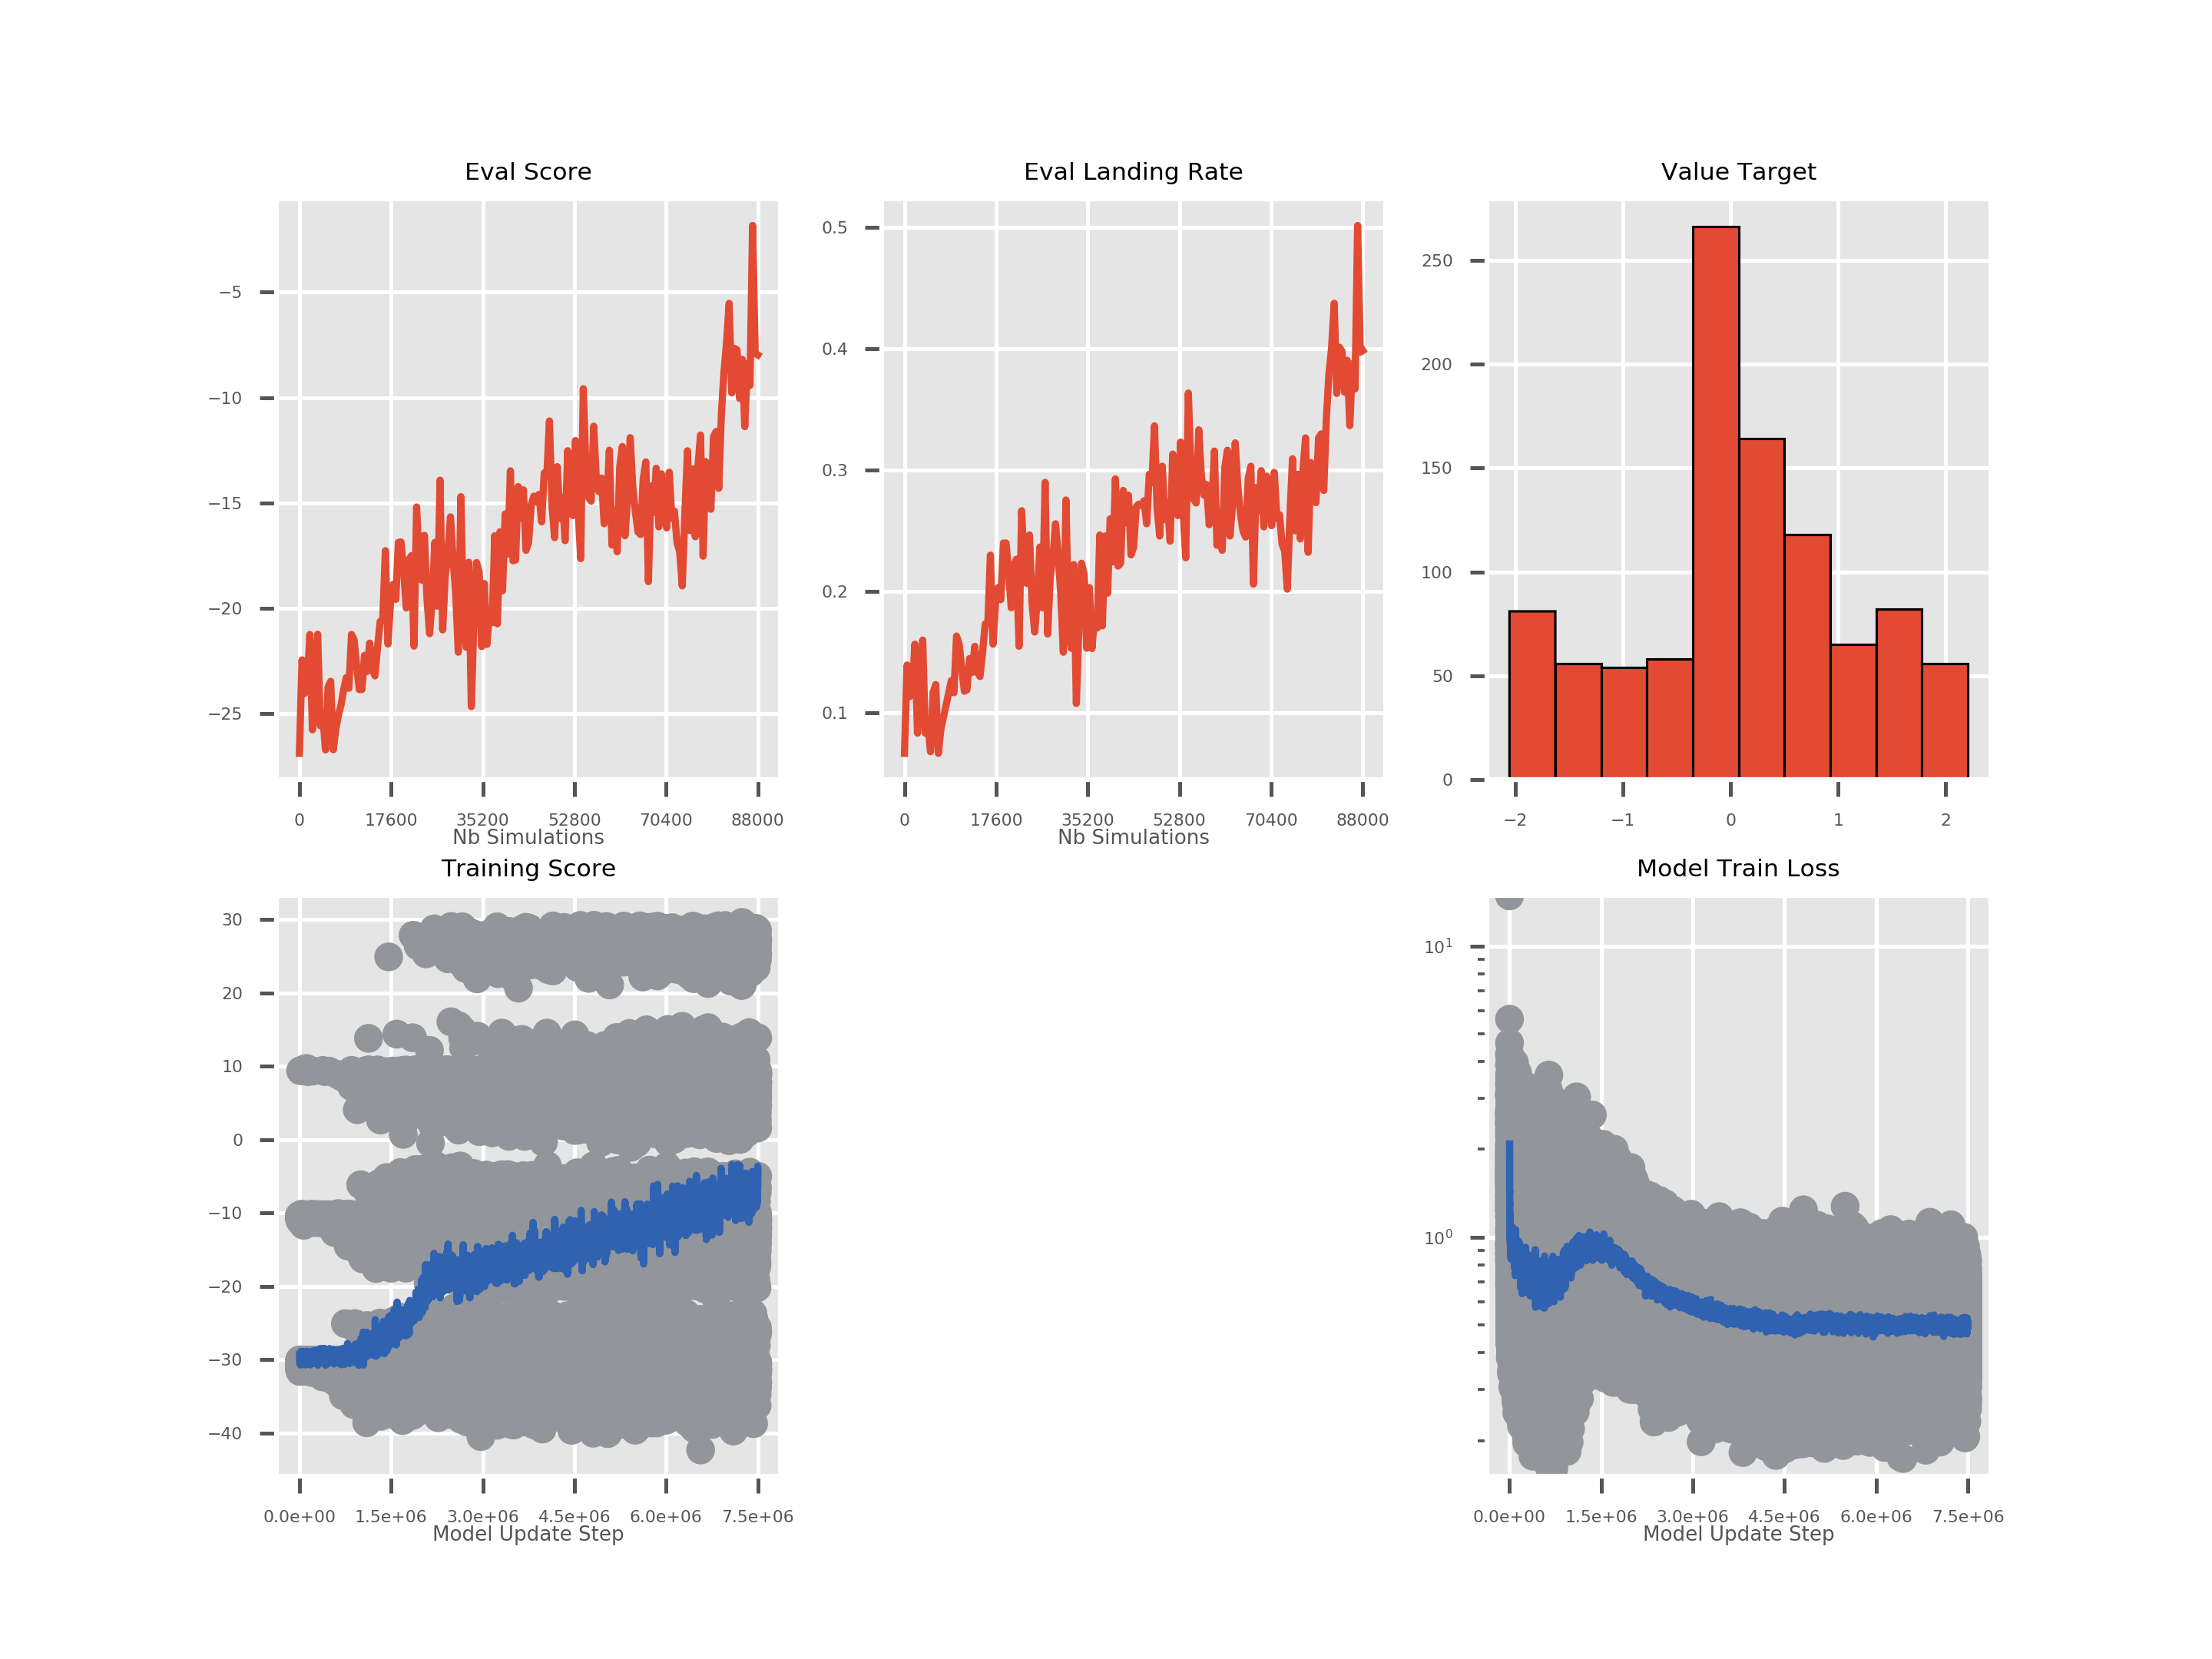 Eval Score
−5
−10
−15
−20
−25
0 17600 35200 52800 70400 88000
Nb Simulations
Eval Landing Rate
0.5
0.4
0.3
0.2
0.1
0 17600 35200 52800 70400 88000
Nb Simulations
Value Target
250
200
150
100
50
0
−2 −1 0 1 2
Training Score
30
20
10
0
−10
−20
−30
−40
0.0e+00 1.5e+06 3.0e+06 4.5e+06 6.0e+06 7.5e+06
Model Update Step
Model Train Loss
10¹
10⁰
0.0e+00 1.5e+06 3.0e+06 4.5e+06 6.0e+06 7.5e+06
Model Update Step